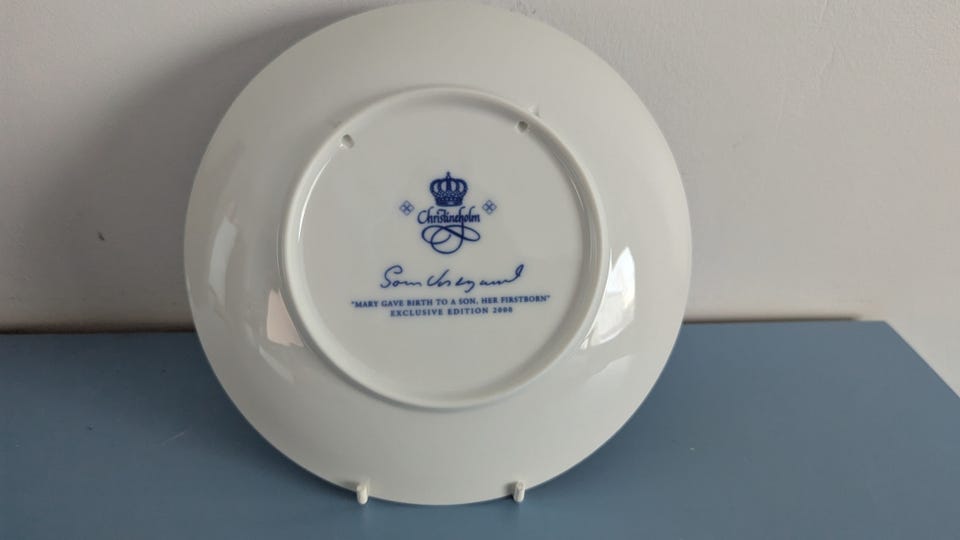 Christineholm
"MARY GAVE BIRTH TO A SON, HER FIRSTBORN"
EXCLUSIVE EDITION 2000